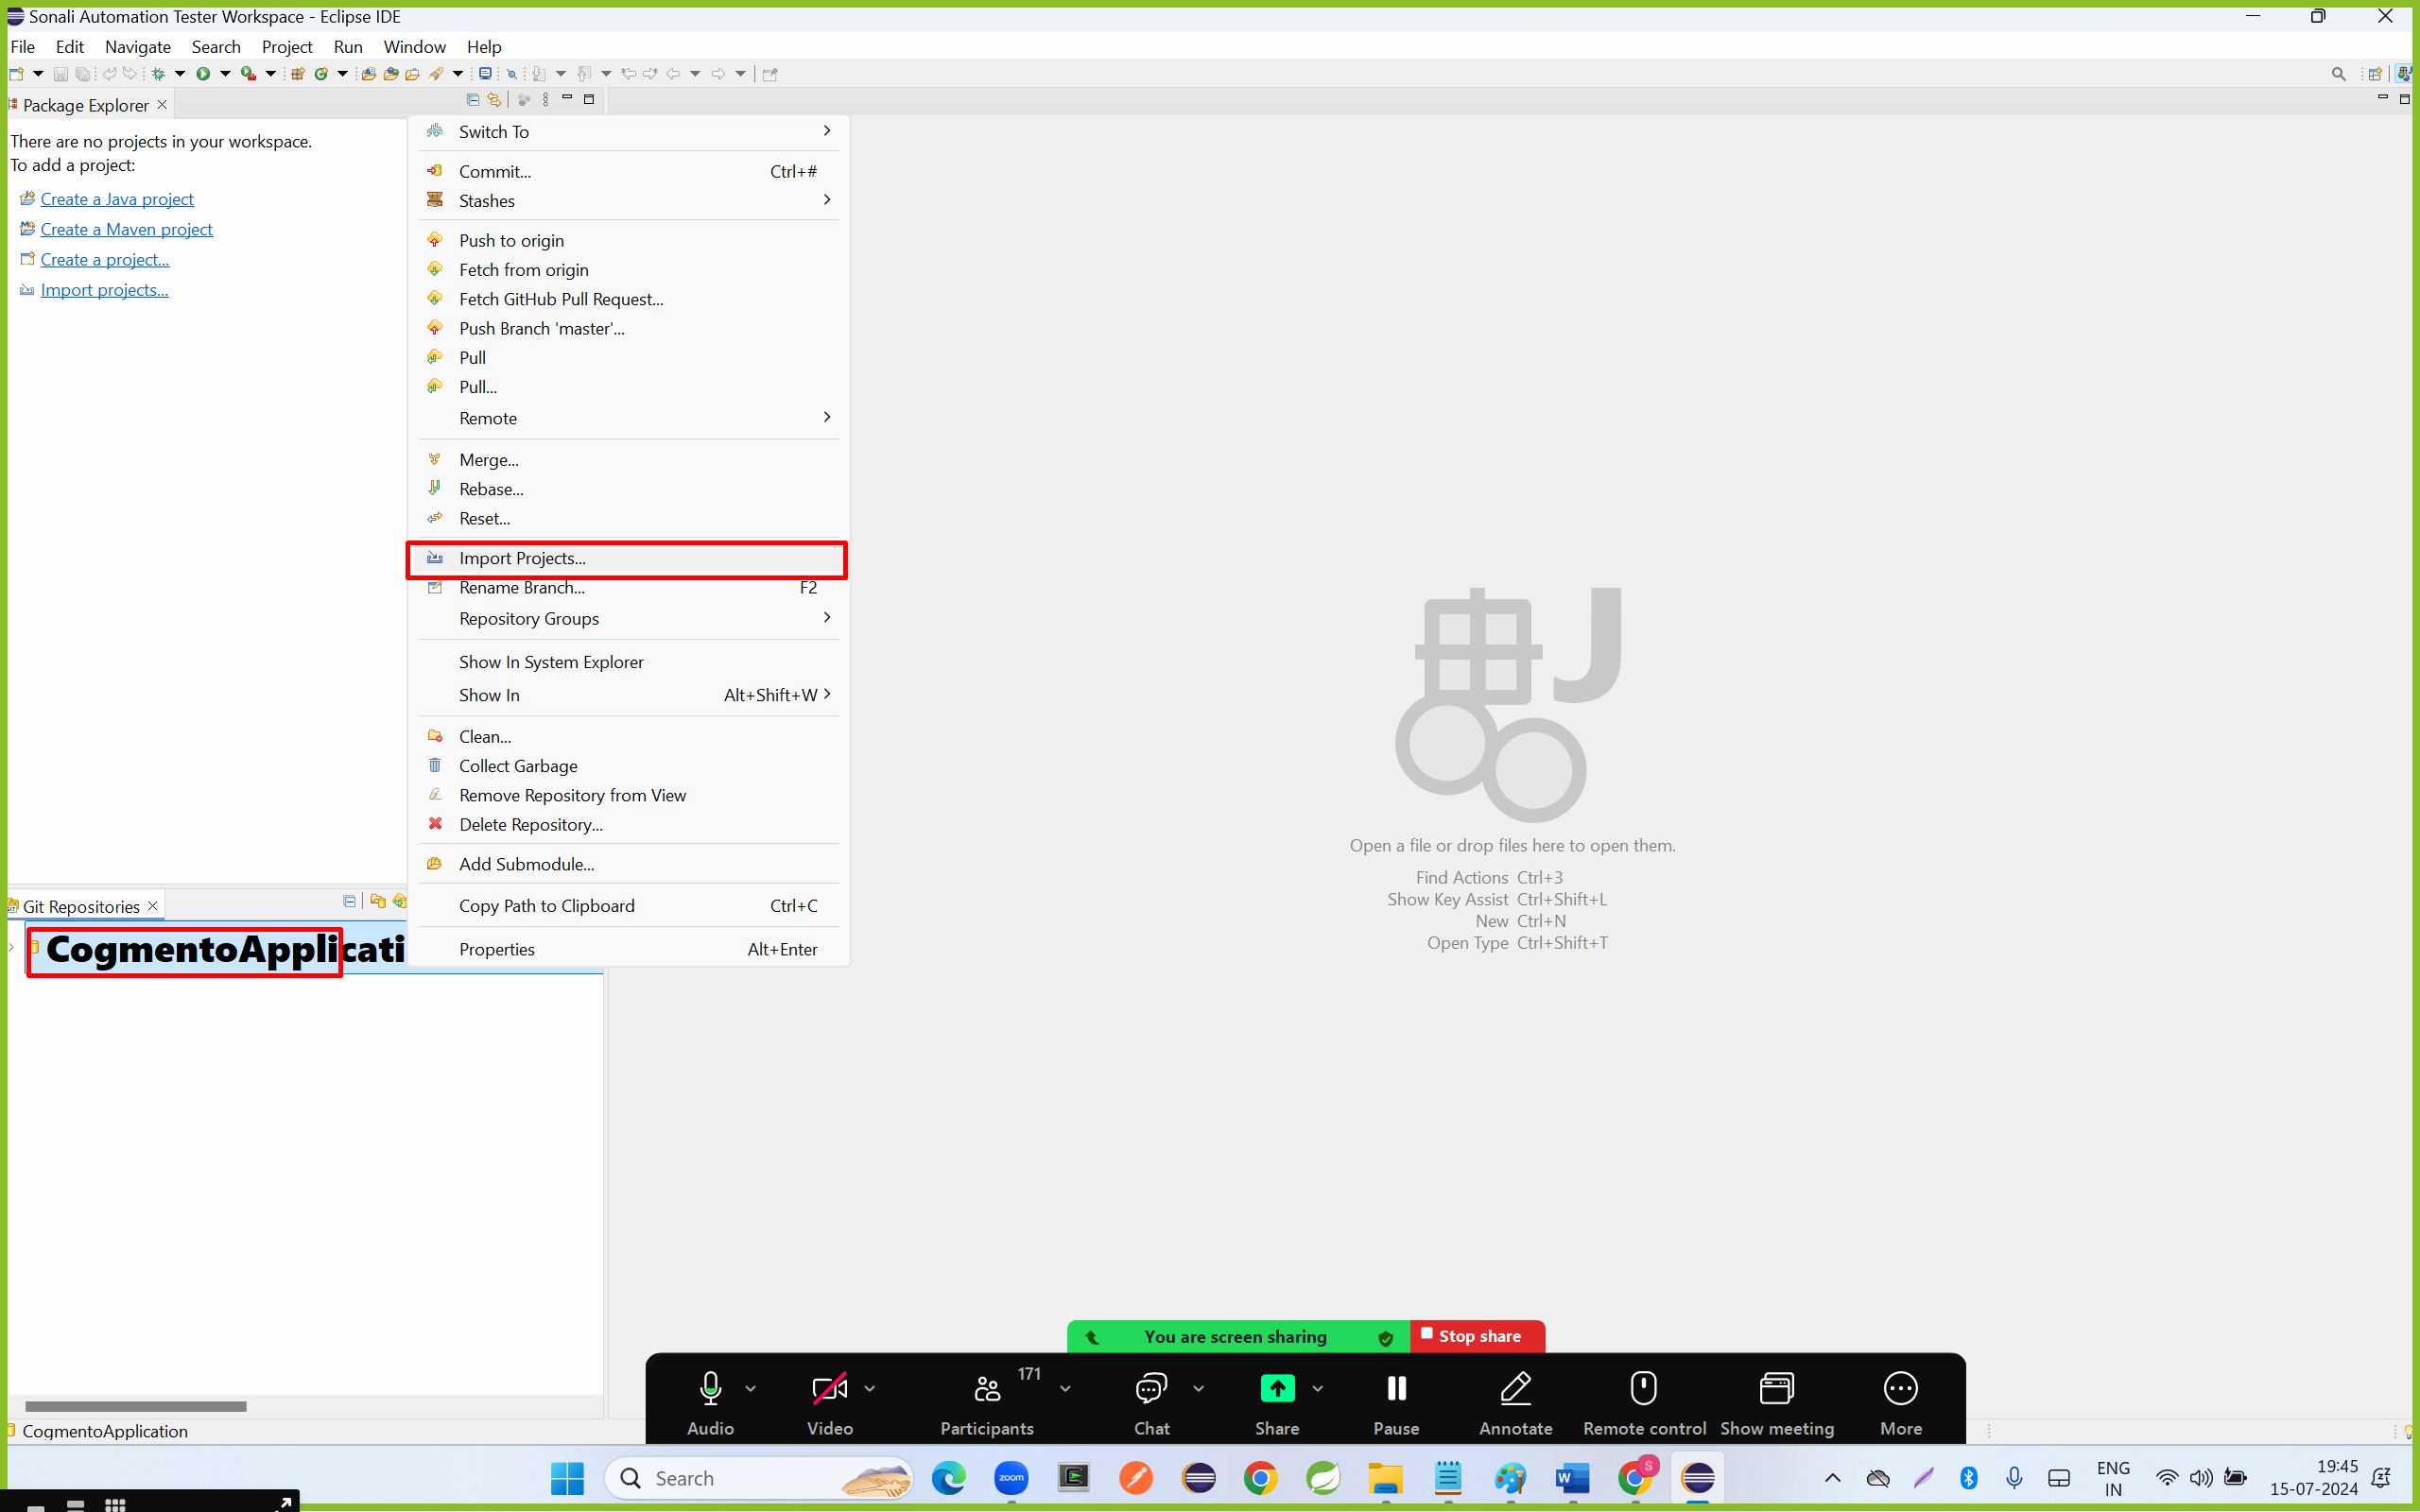 Sonali Automation Tester Workspace - Eclipse IDE
File Edit Navigate Search Project Run Window Help
Package Explorer
There are no projects in your workspace.
To add a project:
Create a Java project
Create a Maven project
Create a project...
Import projects...
Switch To
Commit... Ctrl+#
Stashes
Push to origin
Fetch from origin
Fetch GitHub Pull Request...
Push Branch 'master'...
Pull
Pull...
Remote
Merge...
Rebase...
Reset...
Import Projects...
Rename Branch... F2
Repository Groups
Show In System Explorer
Show In Alt+Shift+W
Clean...
Collect Garbage
Remove Repository from View
Delete Repository...
Add Submodule...
Copy Path to Clipboard Ctrl+C
Properties Alt+Enter
Git Repositories
CogmentoApplicati
J
Open a file or drop files here to open them.
Find Actions Ctrl+3
Show Key Assist Ctrl+Shift+L
New Ctrl+N
Open Type Ctrl+Shift+T
You are screen sharing Stop share
171
Audio Video Participants Chat Share Pause Annotate Remote control Show meeting More
CogmentoApplication
Search
zoom
W
S
ENG
IN
19:45
15-07-2024